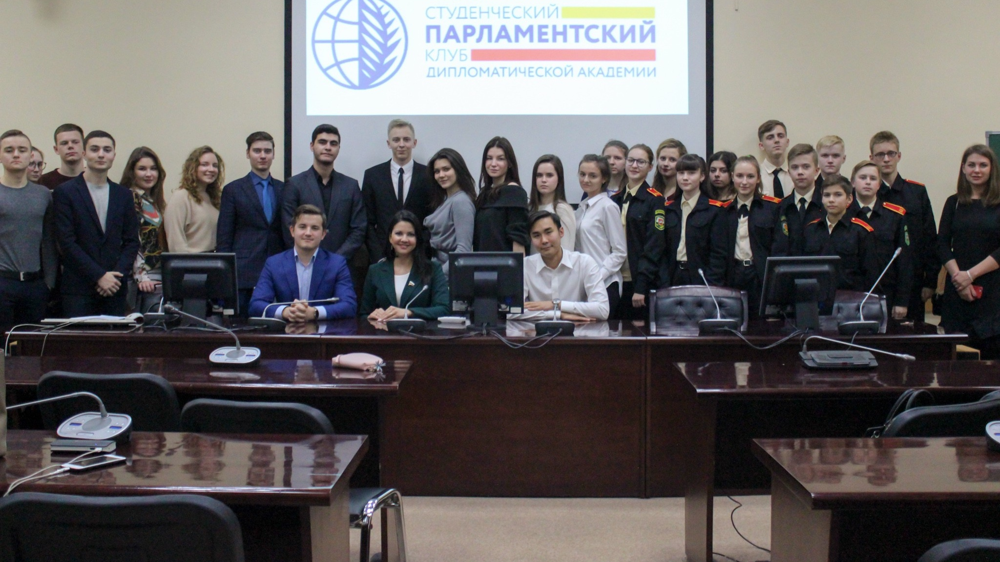 СТУДЕНЧЕСКИЙ
ПАРЛАМЕНТСКИЙ
КЛУБ
ДИПЛОМАТИЧЕСКОЙ АКАДЕМИИ